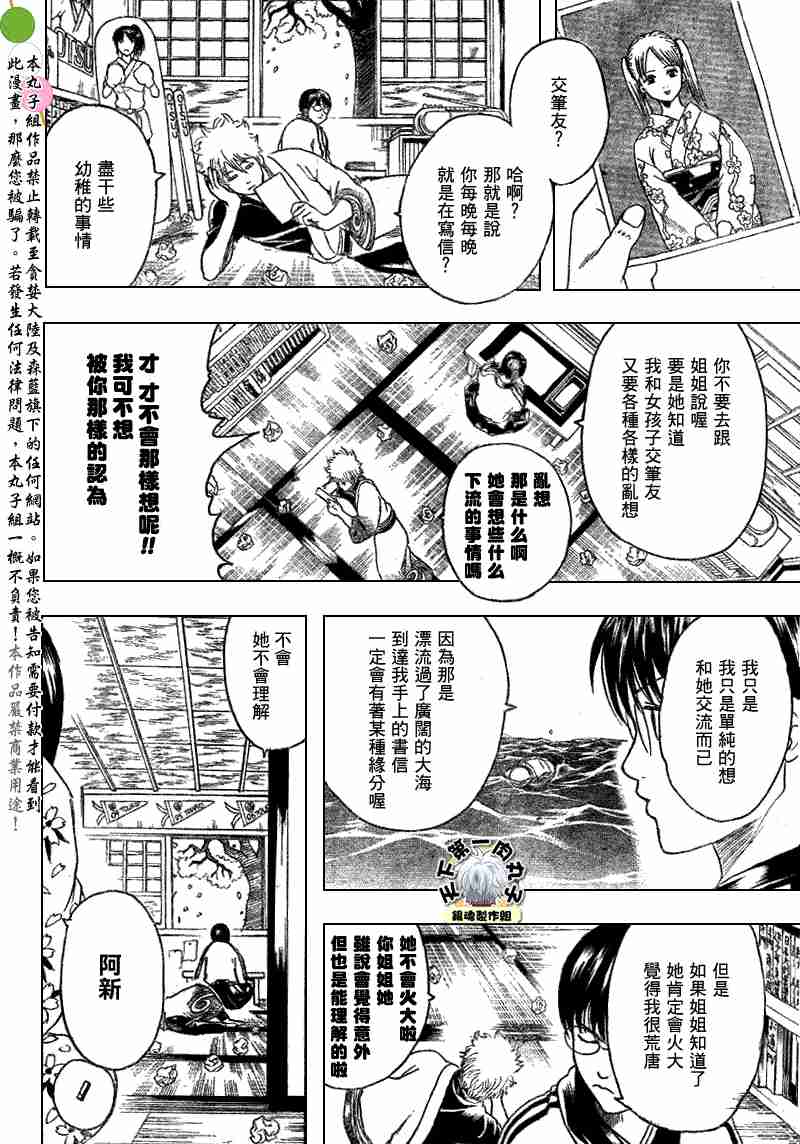 交筆友?
哈啊?
那就是說
你每晚每晚
就是在寫信?
盡干些
幼稚的事情
你不要去跟
姐姐說喔
要是她知道
我和女孩子交筆友
又要各種各樣的亂想
亂想
那是什么啊
她會想些什么
下流的事情嗎
才 才不會那樣想呢!!
我可不想
被你那樣的認為
我只是
我只是單純的想
和她交流而已
因為那是
漂流過了廣闊的大海
到達我手上的書信
一定會有著某種緣分喔
但是
如果姐姐知道了
她肯定會火大
覺得我很荒唐
她不會火大啦
你姐姐她
雖說會覺得意外
但也是能理解的啦
不會
她不會理解
阿新
!
天下第一肉丸子
銀魂製作組
本丸子組作品禁止轉載至貪婪大陸及森藍旗下的任何網站。如果您被告知需要付款才能看到
此漫畫,那麼您被騙了。若發生任何法律問題,本丸子組一概不負責!本作品嚴禁商業用途!
OTSU